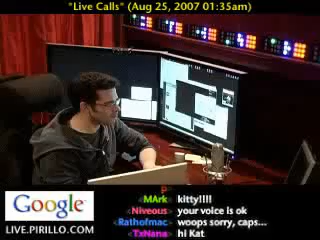 "Live Calls" (Aug 25, 2007 01:35am)
Google
LIVE.PIRILLO.COM
<MArk> kitty!!!!
<Niveous> your voice is ok
<Rathofmac> woops sorry, caps...
<TxNana> hi Kat